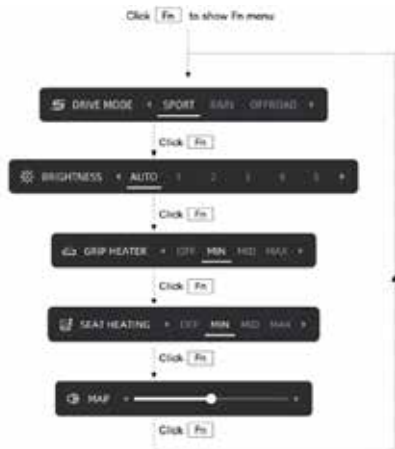 Click Fn to show Fn menu
DRIVE MODE SPORT RAIN OFFROAD
Click Fn
BRIGHTNESS AUTO 1 2 3 4 5
Click Fn
GRIP HEATER OFF MIN MID MAX
Click Fn
SEAT HEATING OFF MIN MID MAX
Click Fn
MAP
Click Fn